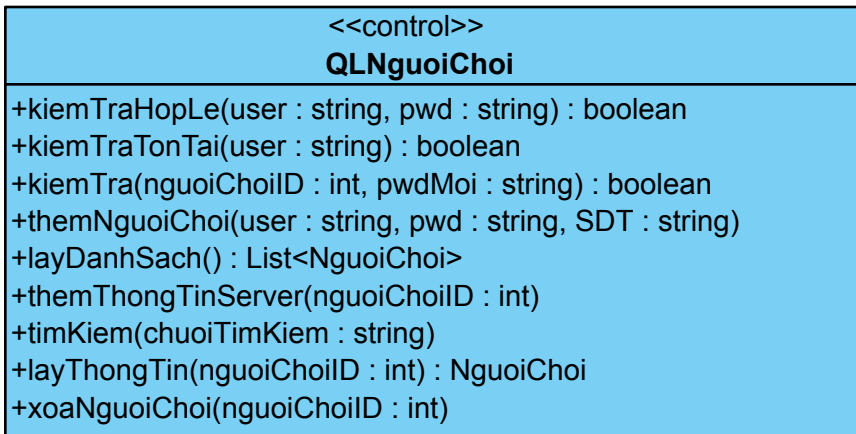 <<control>>
QLNguoiChoi
+kiemTraHopLe(user : string, pwd : string) : boolean
+kiemTraTonTai(user : string) : boolean
+kiemTra(nguoiChoiID : int, pwdMoi : string) : boolean
+themNguoiChoi(user : string, pwd : string, SDT : string)
+layDanhSach() : List<NguoiChoi>
+themThongTinServer(nguoiChoiID : int)
+timKiem(chuoiTimKiem : string)
+layThongTin(nguoiChoiID : int) : NguoiChoi
+xoaNguoiChoi(nguoiChoiID : int)